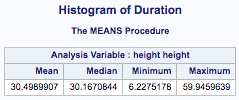 Histogram of Duration
The MEANS Procedure
Analysis Variable : height height
Mean Median Minimum Maximum
30.4989907 30.1670844 6.2275178 59.9459639